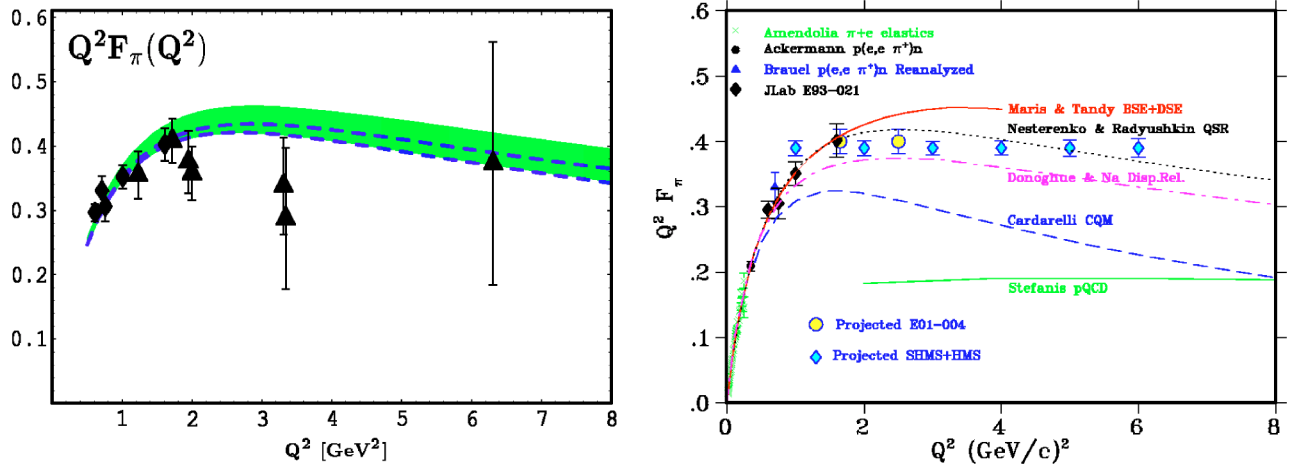 Q²F_π(Q²)
0.6
0.5
0.4
0.3
0.2
0.1
1 2 3 4 5 6 7 8
Q² [GeV²]
.6
.5
.4
.3
.2
.1
.0
Q² F_π
Amendolia π+e elastics
Ackermann p(e,e π⁺)n
Brauel p(e,e π⁺)n Reanalyzed
JLab E93-021
Maris & Tandy BSE+DSE
Nesterenko & Radyushkin QSR
Donoghue & Na Disp.Rel.
Cardarelli CQM
Stefanis pQCD
Projected E01-004
Projected SHMS+HMS
0 2 4 6 8
Q² (GeV/c)²